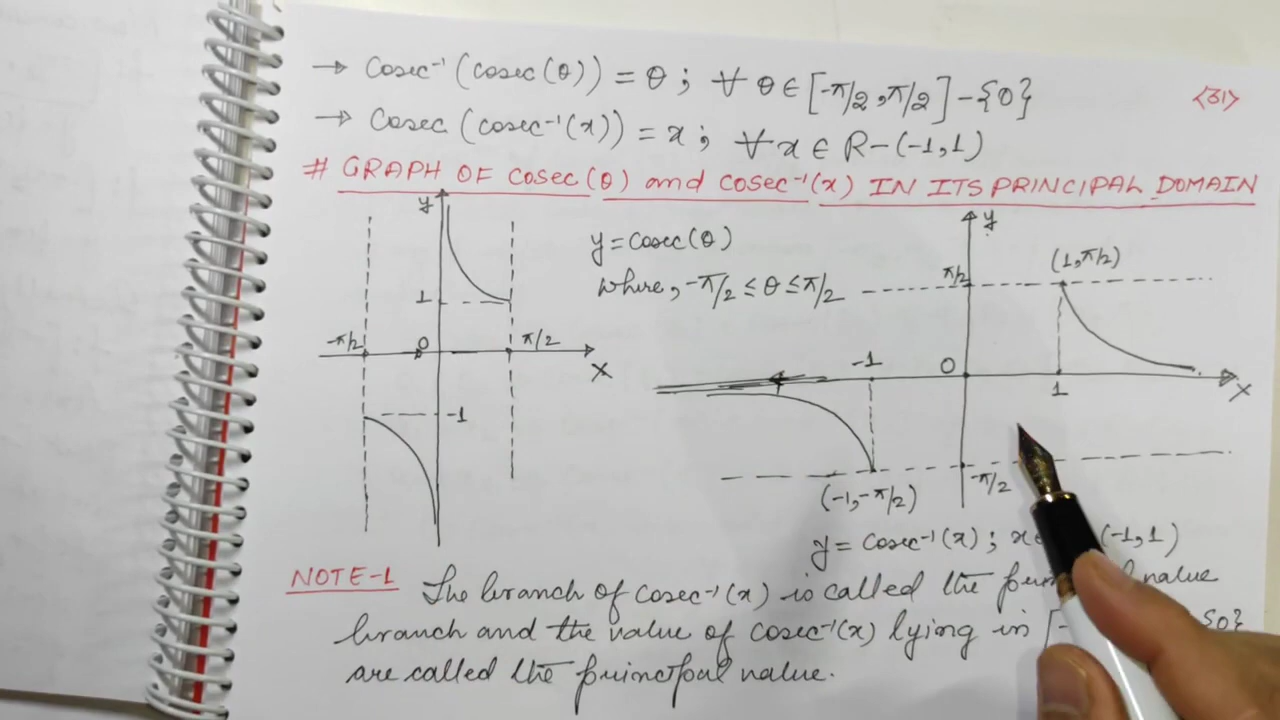 → Cosec⁻¹(cosec(θ)) = θ ; ∀ θ ∈ [-π/2, π/2] - {0}
<31>
→ Cosec(cosec⁻¹(x)) = x ; ∀ x ∈ R - (-1, 1)
# GRAPH OF COSEC(θ) and COSEC⁻¹(x) IN ITS PRINCIPAL DOMAIN
y
1
-π/2
0
π/2
X
-1
y = Cosec(θ)
where, -π/2 ≤ θ ≤ π/2
y
π/2
(1, π/2)
-1
0
1
X
(-1, -π/2)
-π/2
y = Cosec⁻¹(x) ; x (-1, 1)
NOTE-1 The branch of cosec⁻¹(x) is called the value
branch and the value of cosec⁻¹(x) lying in [- {0}
are called the principal value.